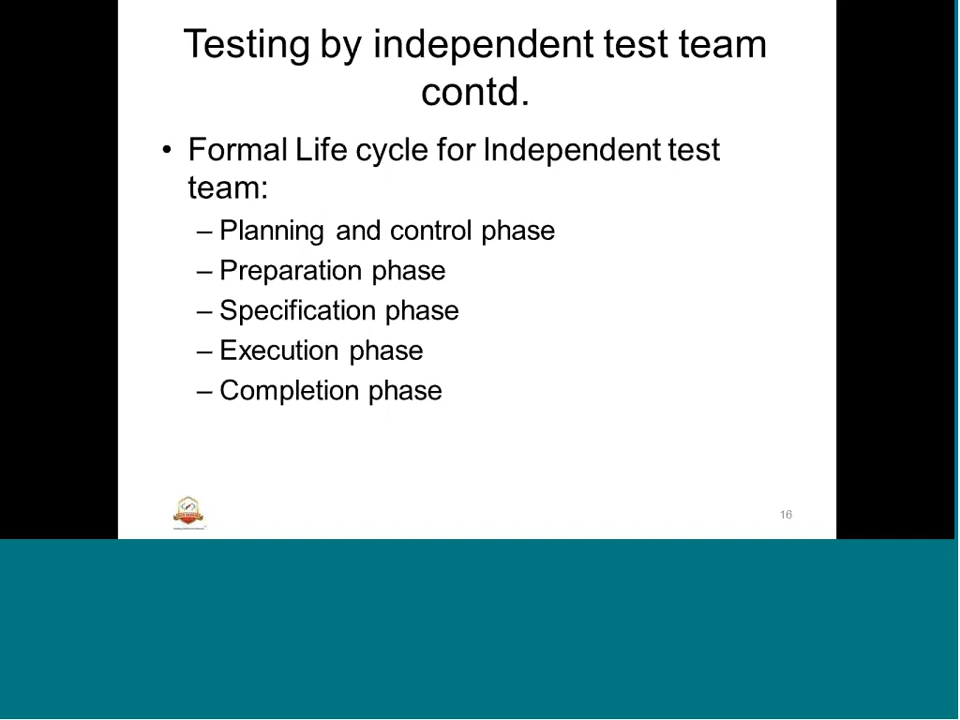 Testing by independent test team
contd.
• Formal Life cycle for Independent test
team:
– Planning and control phase
– Preparation phase
– Specification phase
– Execution phase
– Completion phase
16